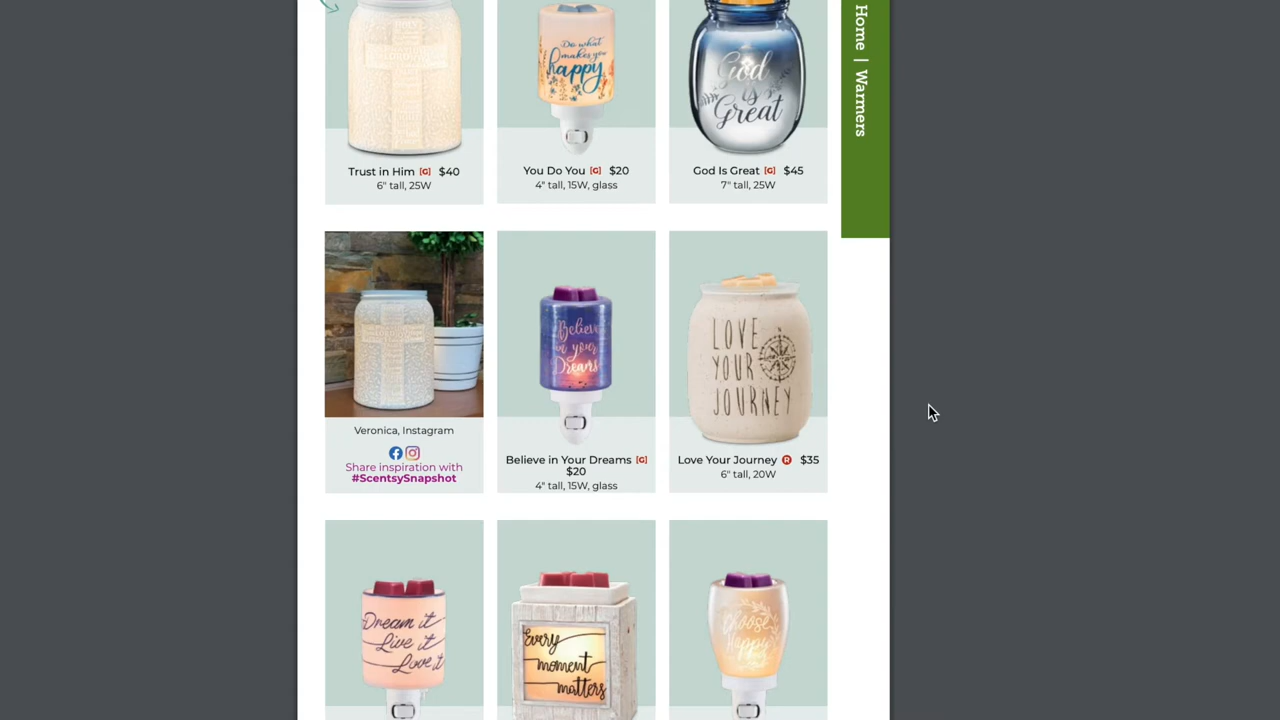 Home | Warmers
Do what
makes you
happy
God
is
Great
Trust in Him [G] $40
6" tall, 25W
You Do You [G] $20
4" tall, 15W, glass
God Is Great [G] $45
7" tall, 25W
Believe
in your
Dreams
LOVE
YOUR
JOURNEY
Veronica, Instagram
Share inspiration with
#ScentsySnapshot
Believe in Your Dreams [G]
$20
4" tall, 15W, glass
Love Your Journey R $35
6" tall, 20W
Dream it
Live it
Love it
Every
moment
matters
Choose
Happy